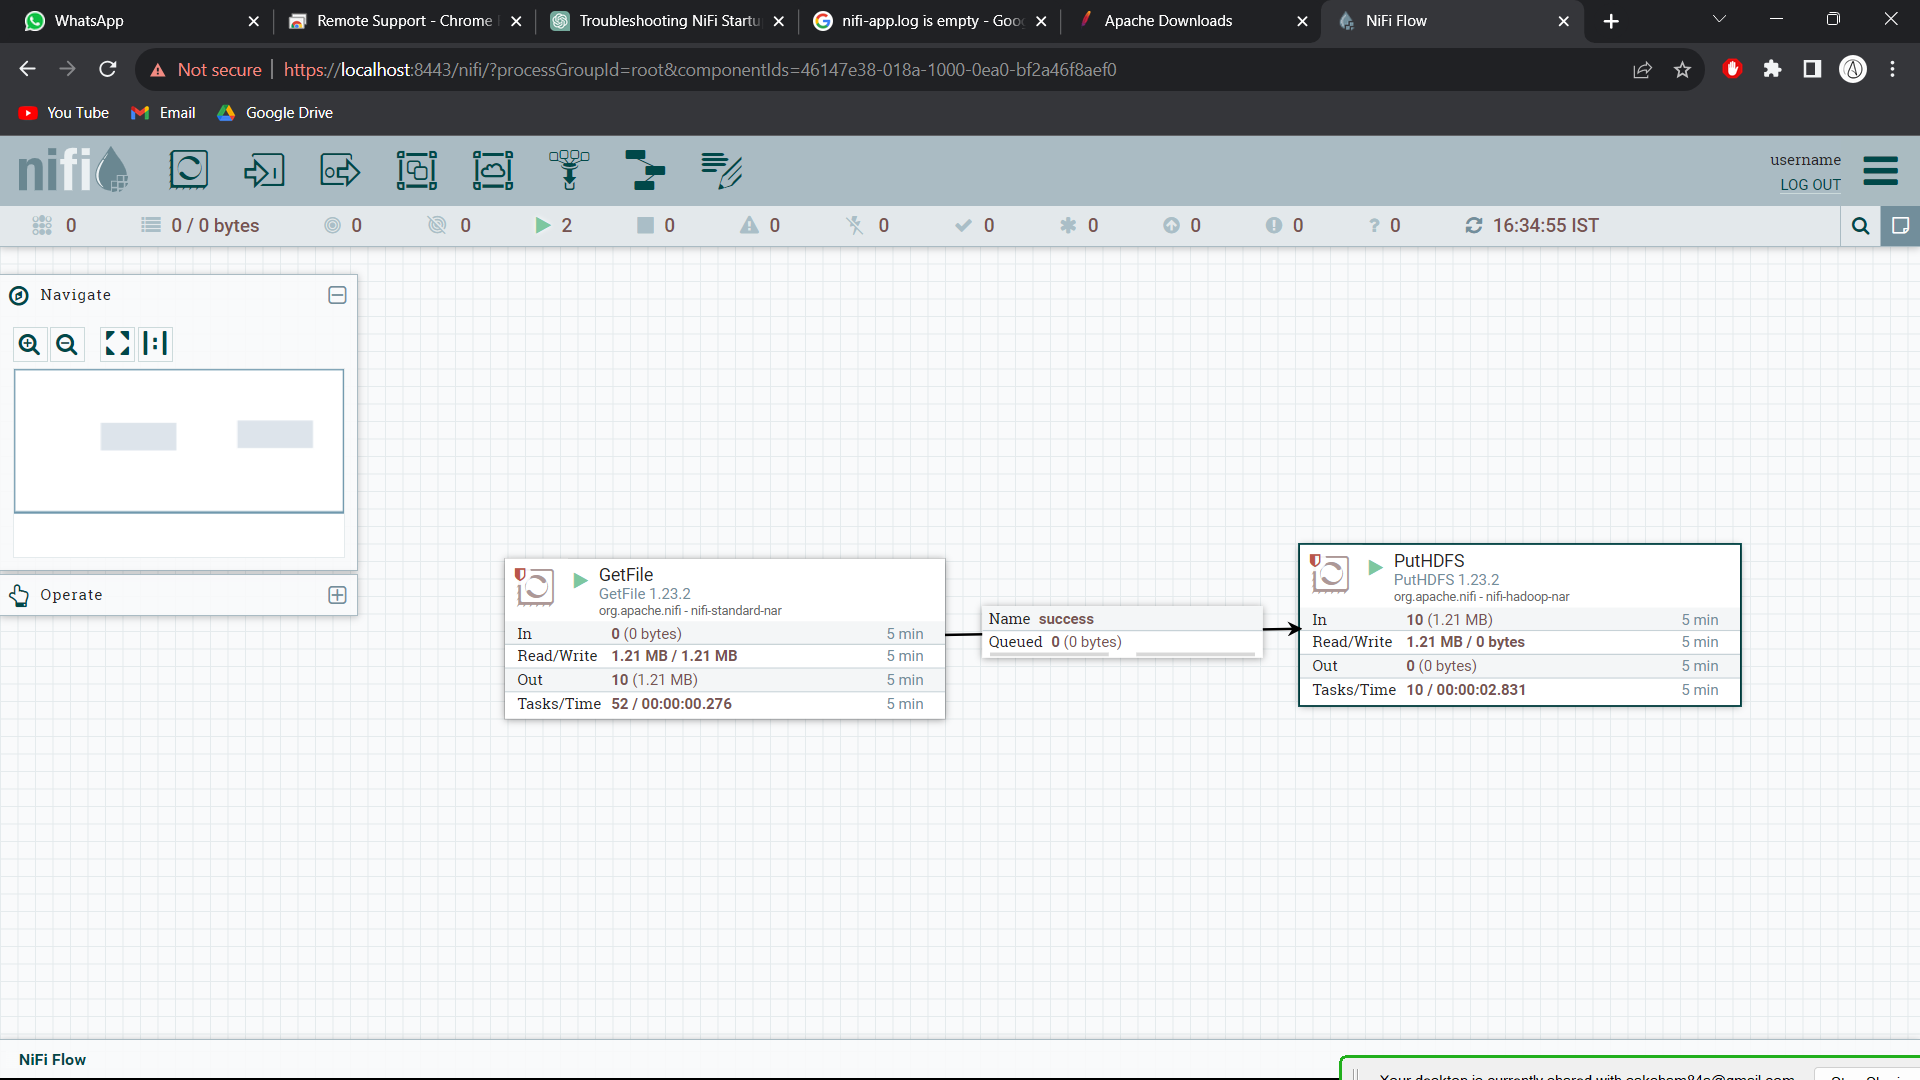 WhatsApp
Remote Support - Chrome
Troubleshooting NiFi Startu
nifi-app.log is empty - Goo
Apache Downloads
NiFi Flow
Not secure
https://localhost:8443/nifi/?processGroupId=root&componentIds=46147e38-018a-1000-0ea0-bf2a46f8aef0
You Tube
Email
Google Drive
nifi
username
LOG OUT
0
0 / 0 bytes
0
0
2
0
0
0
0
0
0
0
? 0
16:34:55 IST
Navigate
Operate
GetFile
GetFile 1.23.2
org.apache.nifi - nifi-standard-nar
In 0 (0 bytes) 5 min
Read/Write 1.21 MB / 1.21 MB 5 min
Out 10 (1.21 MB) 5 min
Tasks/Time 52 / 00:00:00.276 5 min
Name success
Queued 0 (0 bytes)
PutHDFS
PutHDFS 1.23.2
org.apache.nifi - nifi-hadoop-nar
In 10 (1.21 MB) 5 min
Read/Write 1.21 MB / 0 bytes 5 min
Out 0 (0 bytes) 5 min
Tasks/Time 10 / 00:00:02.831 5 min
NiFi Flow
Your desktop is currently shared with